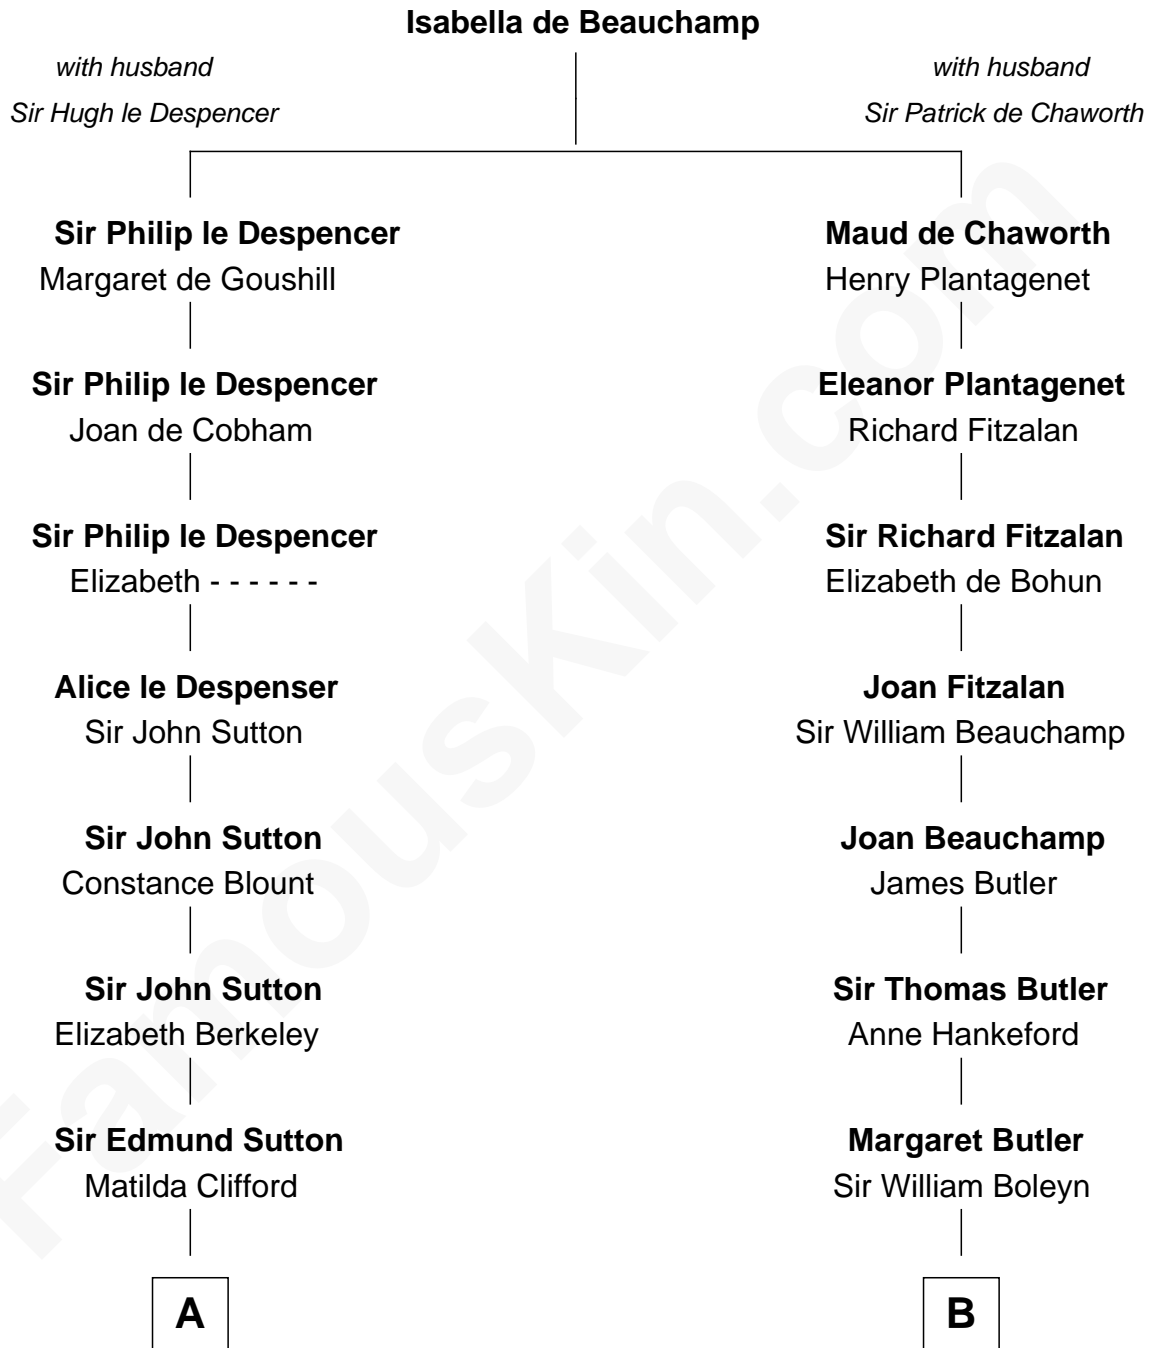 Isabella de Beauchamp
with husband
Sir Hugh le Despencer
with husband
Sir Patrick de Chaworth
Sir Philip le Despencer
Margaret de Goushill
Maud de Chaworth
Henry Plantagenet
Sir Philip le Despencer
Joan de Cobham
Eleanor Plantagenet
Richard Fitzalan
Sir Philip le Despencer
Elizabeth - - - - - -
Sir Richard Fitzalan
Elizabeth de Bohun
Alice le Despenser
Sir John Sutton
Joan Fitzalan
Sir William Beauchamp
Sir John Sutton
Constance Blount
Joan Beauchamp
James Butler
Sir John Sutton
Elizabeth Berkeley
Sir Thomas Butler
Anne Hankeford
Sir Edmund Sutton
Matilda Clifford
Margaret Butler
Sir William Boleyn
A
B
FamousKin.com